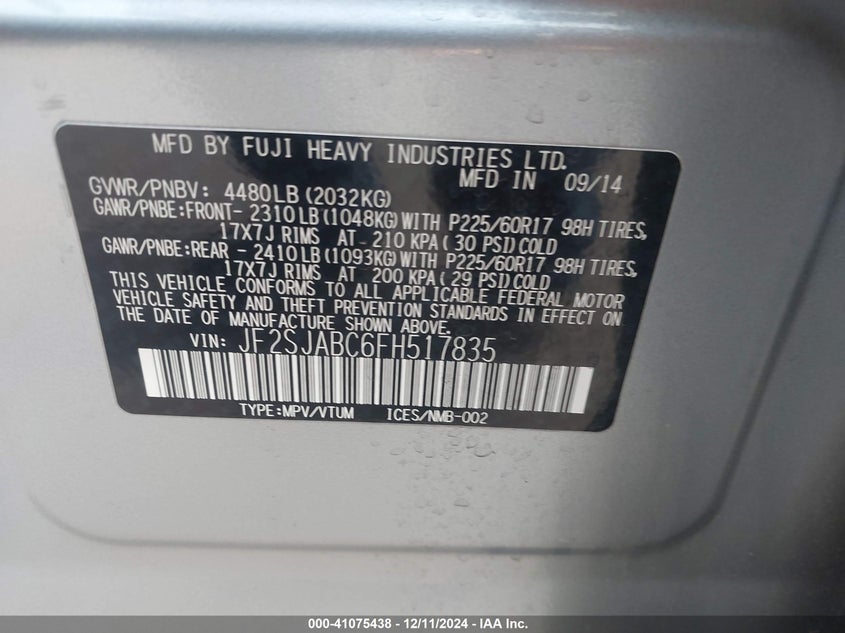 MFD BY FUJI HEAVY INDUSTRIES LTD.
MFD IN 09/14
GVWR/PNBV: 4480LB(2032KG)
GAWR/PNBE:FRONT- 2310LB(1048KG)WITH P225/60R17 98H TIRES,
17X7J RIMS AT 210 KPA( 30 PSI)COLD
GAWR/PNBE:REAR - 2410LB(1093KG)WITH P225/60R17 98H TIRES,
17X7J RIMS AT 200 KPA( 29 PSI)COLD
THIS VEHICLE CONFORMS TO ALL APPLICABLE FEDERAL MOTOR
VEHICLE SAFETY AND THEFT PREVENTION STANDARDS IN EFFECT ON
THE DATE OF MANUFACTURE SHOWN ABOVE.
VIN: JF2SJABC6FH517835
TYPE:MPV/VTUM ICES/NMB-002
000-41075438 - 12/11/2024 - IAA Inc.